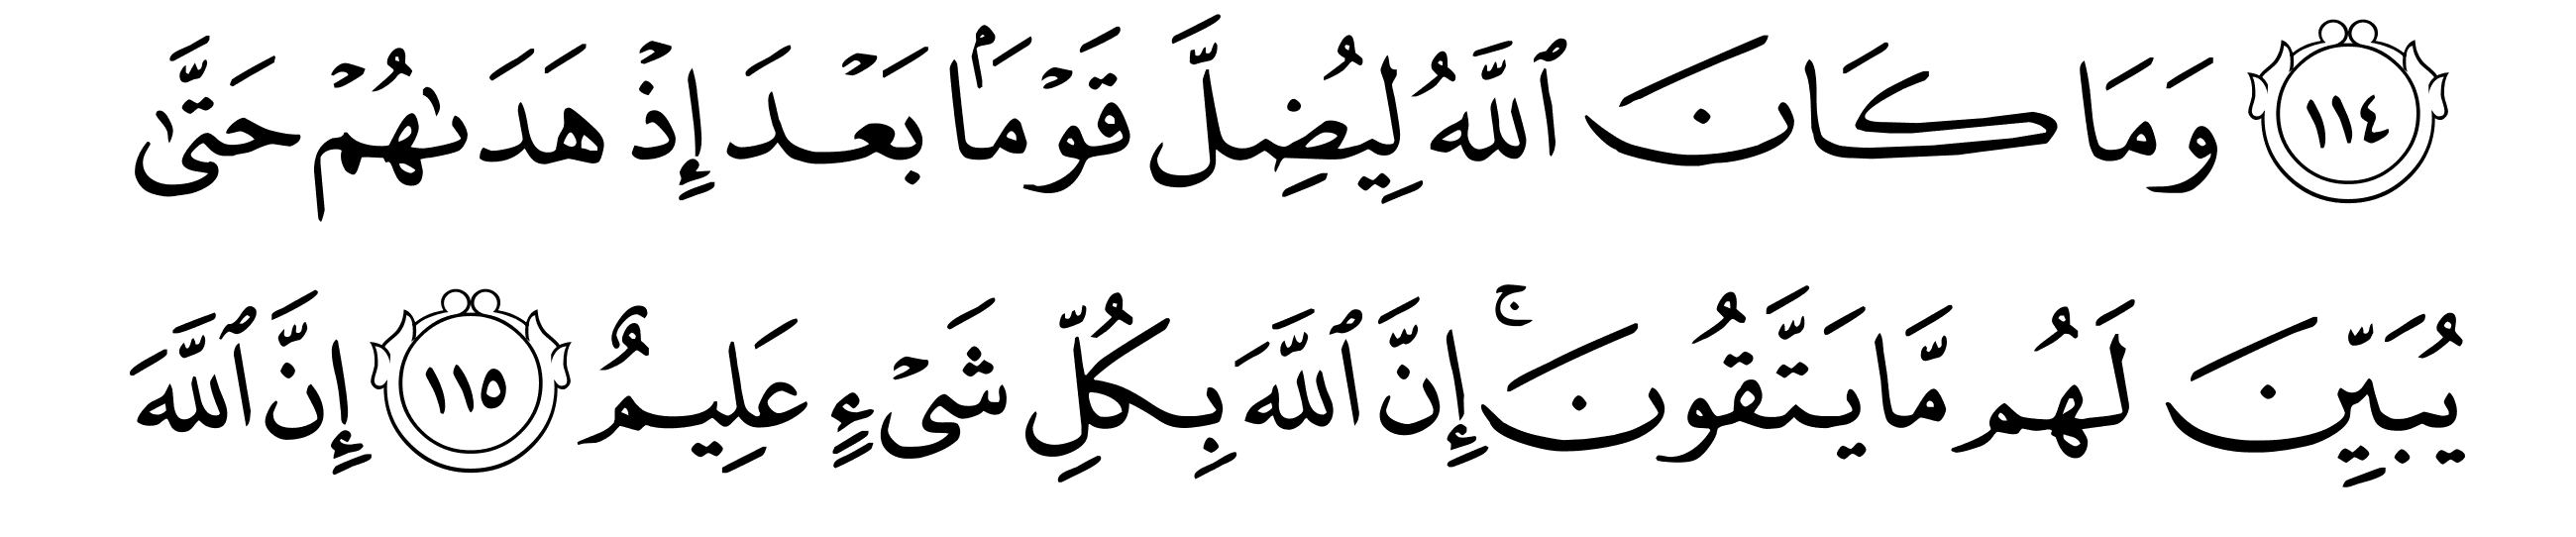 ١١٤ وَمَا كَانَ ٱللَّهُ لِيُضِلَّ قَوْمَۢا بَعْدَ إِذْ هَدَىٰهُمْ حَتَّىٰ
يُبَيِّنَ لَهُم مَّا يَتَّقُونَۚ إِنَّ ٱللَّهَ بِكُلِّ شَىْءٍ عَلِيمٌ ١١٥ إِنَّ ٱللَّهَ